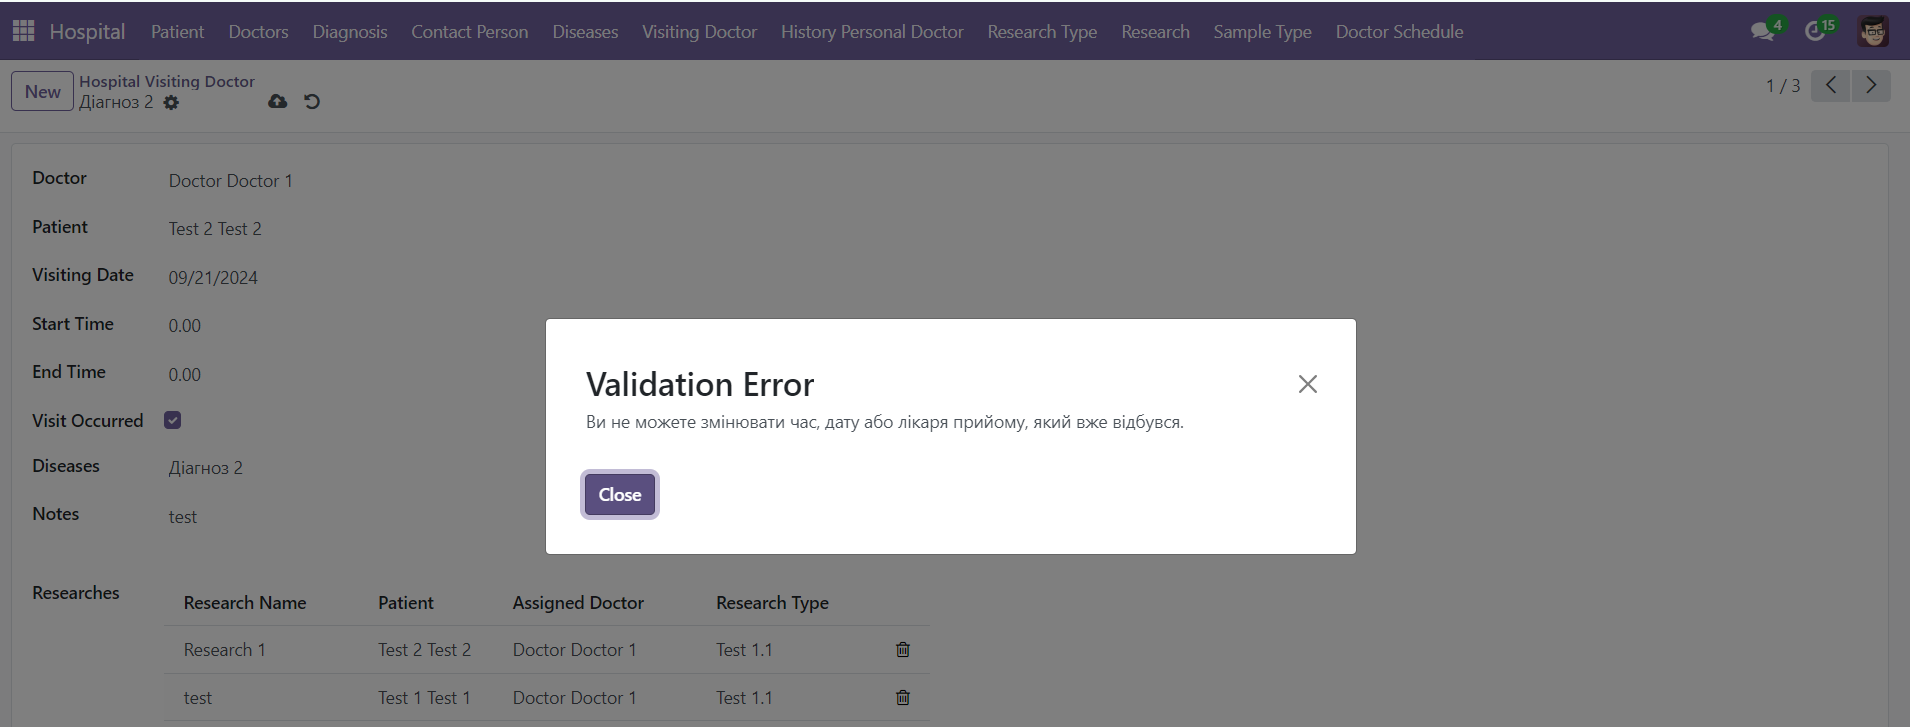 Hospital Patient Doctors Diagnosis Contact Person Diseases Visiting Doctor History Personal Doctor Research Type Research Sample Type Doctor Schedule 4 15
New Hospital Visiting Doctor
Діагноз 2
1 / 3
Doctor Doctor Doctor 1
Patient Test 2 Test 2
Visiting Date 09/21/2024
Start Time 0.00
End Time 0.00
Visit Occurred
Diseases Діагноз 2
Notes test
Validation Error
Ви не можете змінювати час, дату або лікаря прийому, який вже відбувся.
Close
Researches
Research Name Patient Assigned Doctor Research Type
Research 1 Test 2 Test 2 Doctor Doctor 1 Test 1.1
test Test 1 Test 1 Doctor Doctor 1 Test 1.1